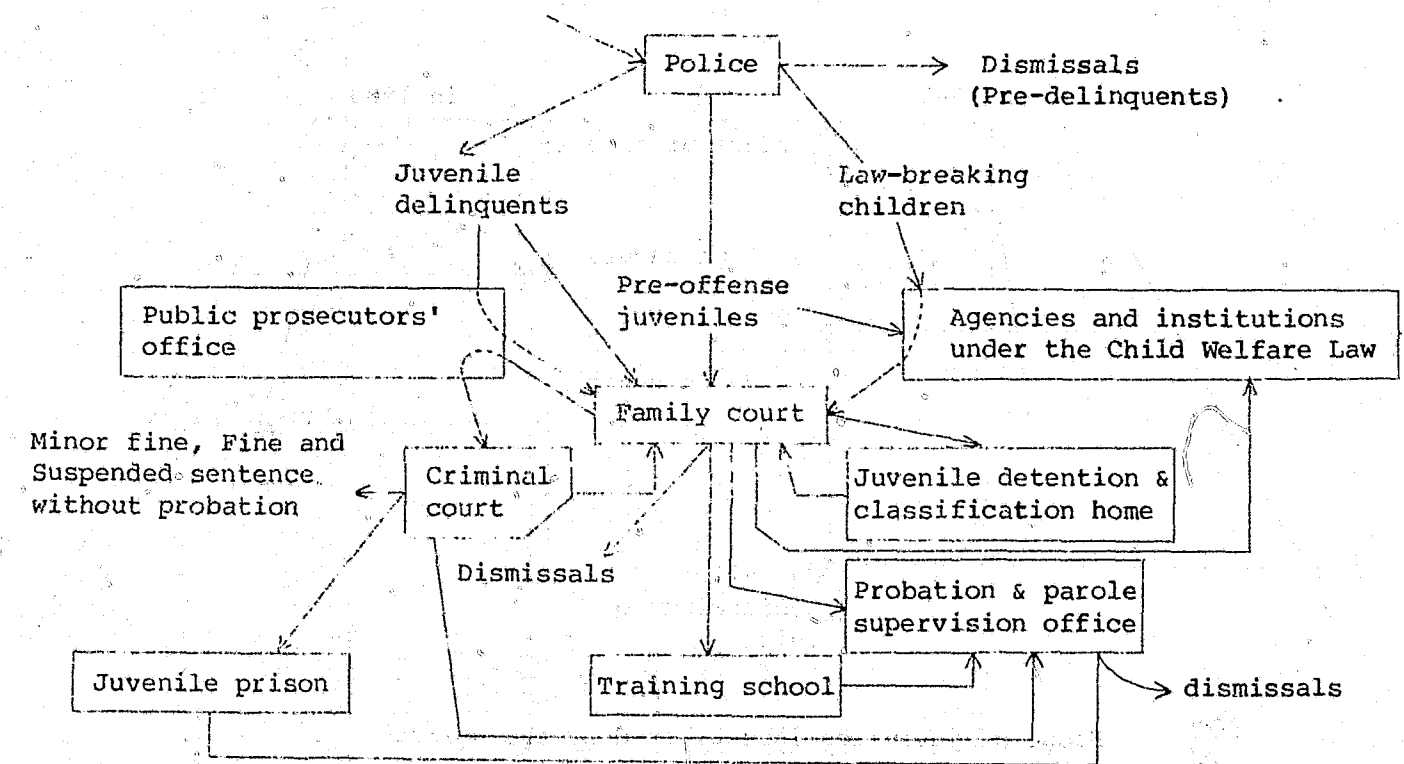 Police
Dismissals
(Pre-delinquents)
Juvenile
delinquents
Law-breaking
children
Pre-offense
juveniles
Public prosecutors'
office
Agencies and institutions
under the Child Welfare Law
Family court
Minor fine, Fine and
Suspended sentence
without probation
Criminal
court
Juvenile detention &
classification home
Dismissals
Probation & parole
supervision office
Juvenile prison
Training school
dismissals